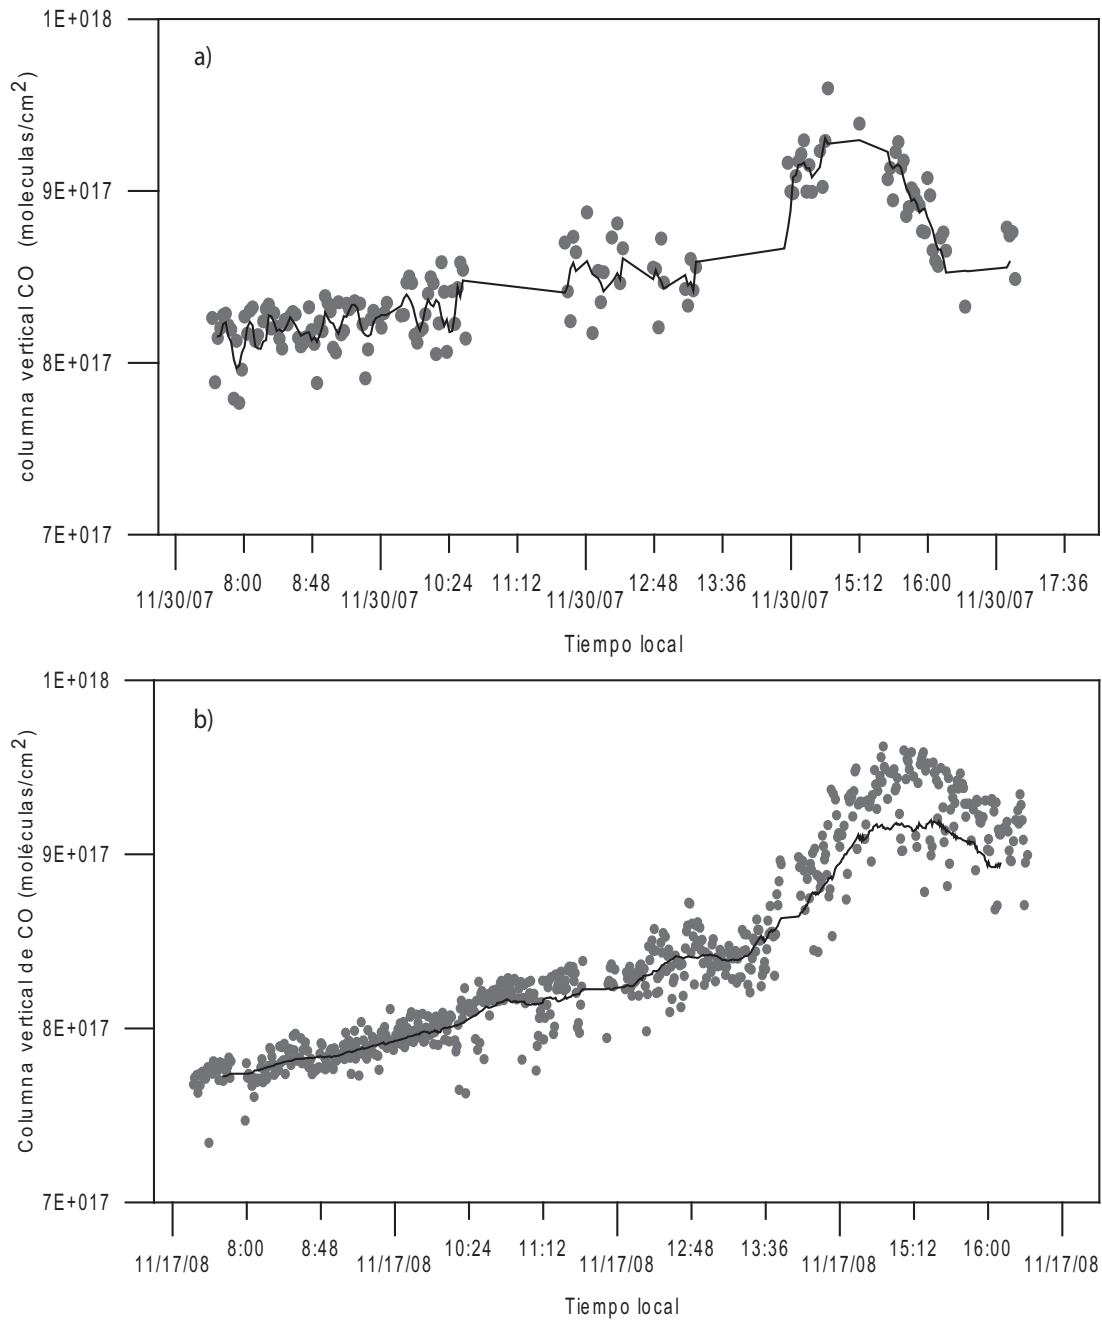 1E+018
a)
9E+017
8E+017
7E+017
columna vertical CO (moleculas/cm2)
8:00 8:48 10:24 11:12 12:48 13:36 15:12 16:00 17:36
11/30/07 11/30/07 11/30/07 11/30/07 11/30/07
Tiempo local
1E+018
b)
9E+017
8E+017
7E+017
Columna vertical de CO (moléculas/cm2)
8:00 8:48 10:24 11:12 12:48 13:36 15:12 16:00
11/17/08 11/17/08 11/17/08 11/17/08 11/17/08
Tiempo local